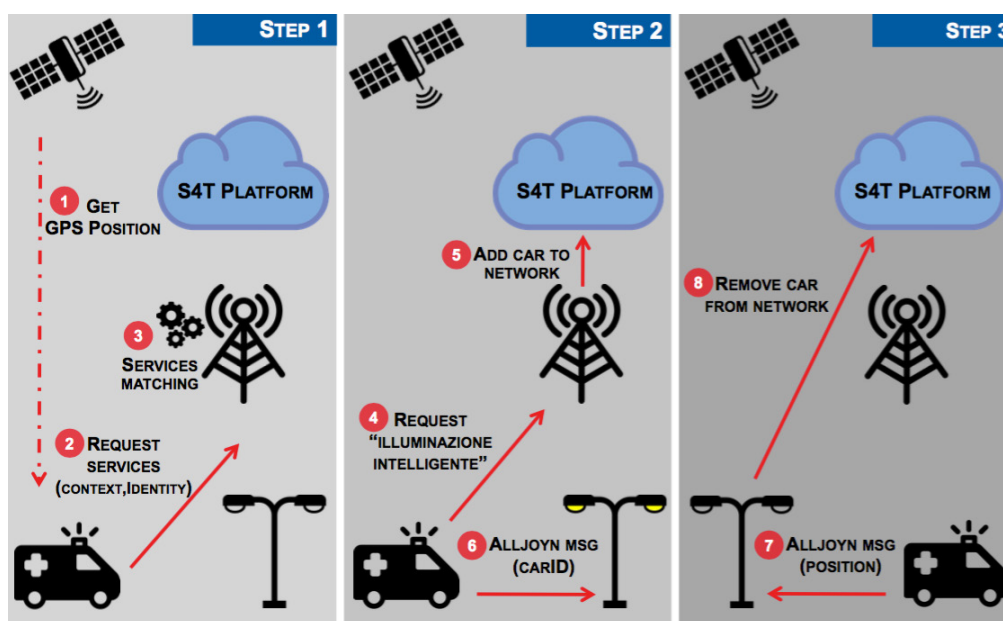 STEP 1
S4T PLATFORM
1 GET
GPS POSITION
3
SERVICES
MATCHING
2 REQUEST
SERVICES
(CONTEXT,IDENTITY)
STEP 2
S4T PLATFORM
5 ADD CAR TO
NETWORK
4 REQUEST
“ILLUMINAZIONE
INTELLIGENTE”
6 ALLJOYN MSG
(CARID)
STEP 3
S4T PLATFORM
8 REMOVE CAR
FROM NETWORK
7 ALLJOYN MSG
(POSITION)